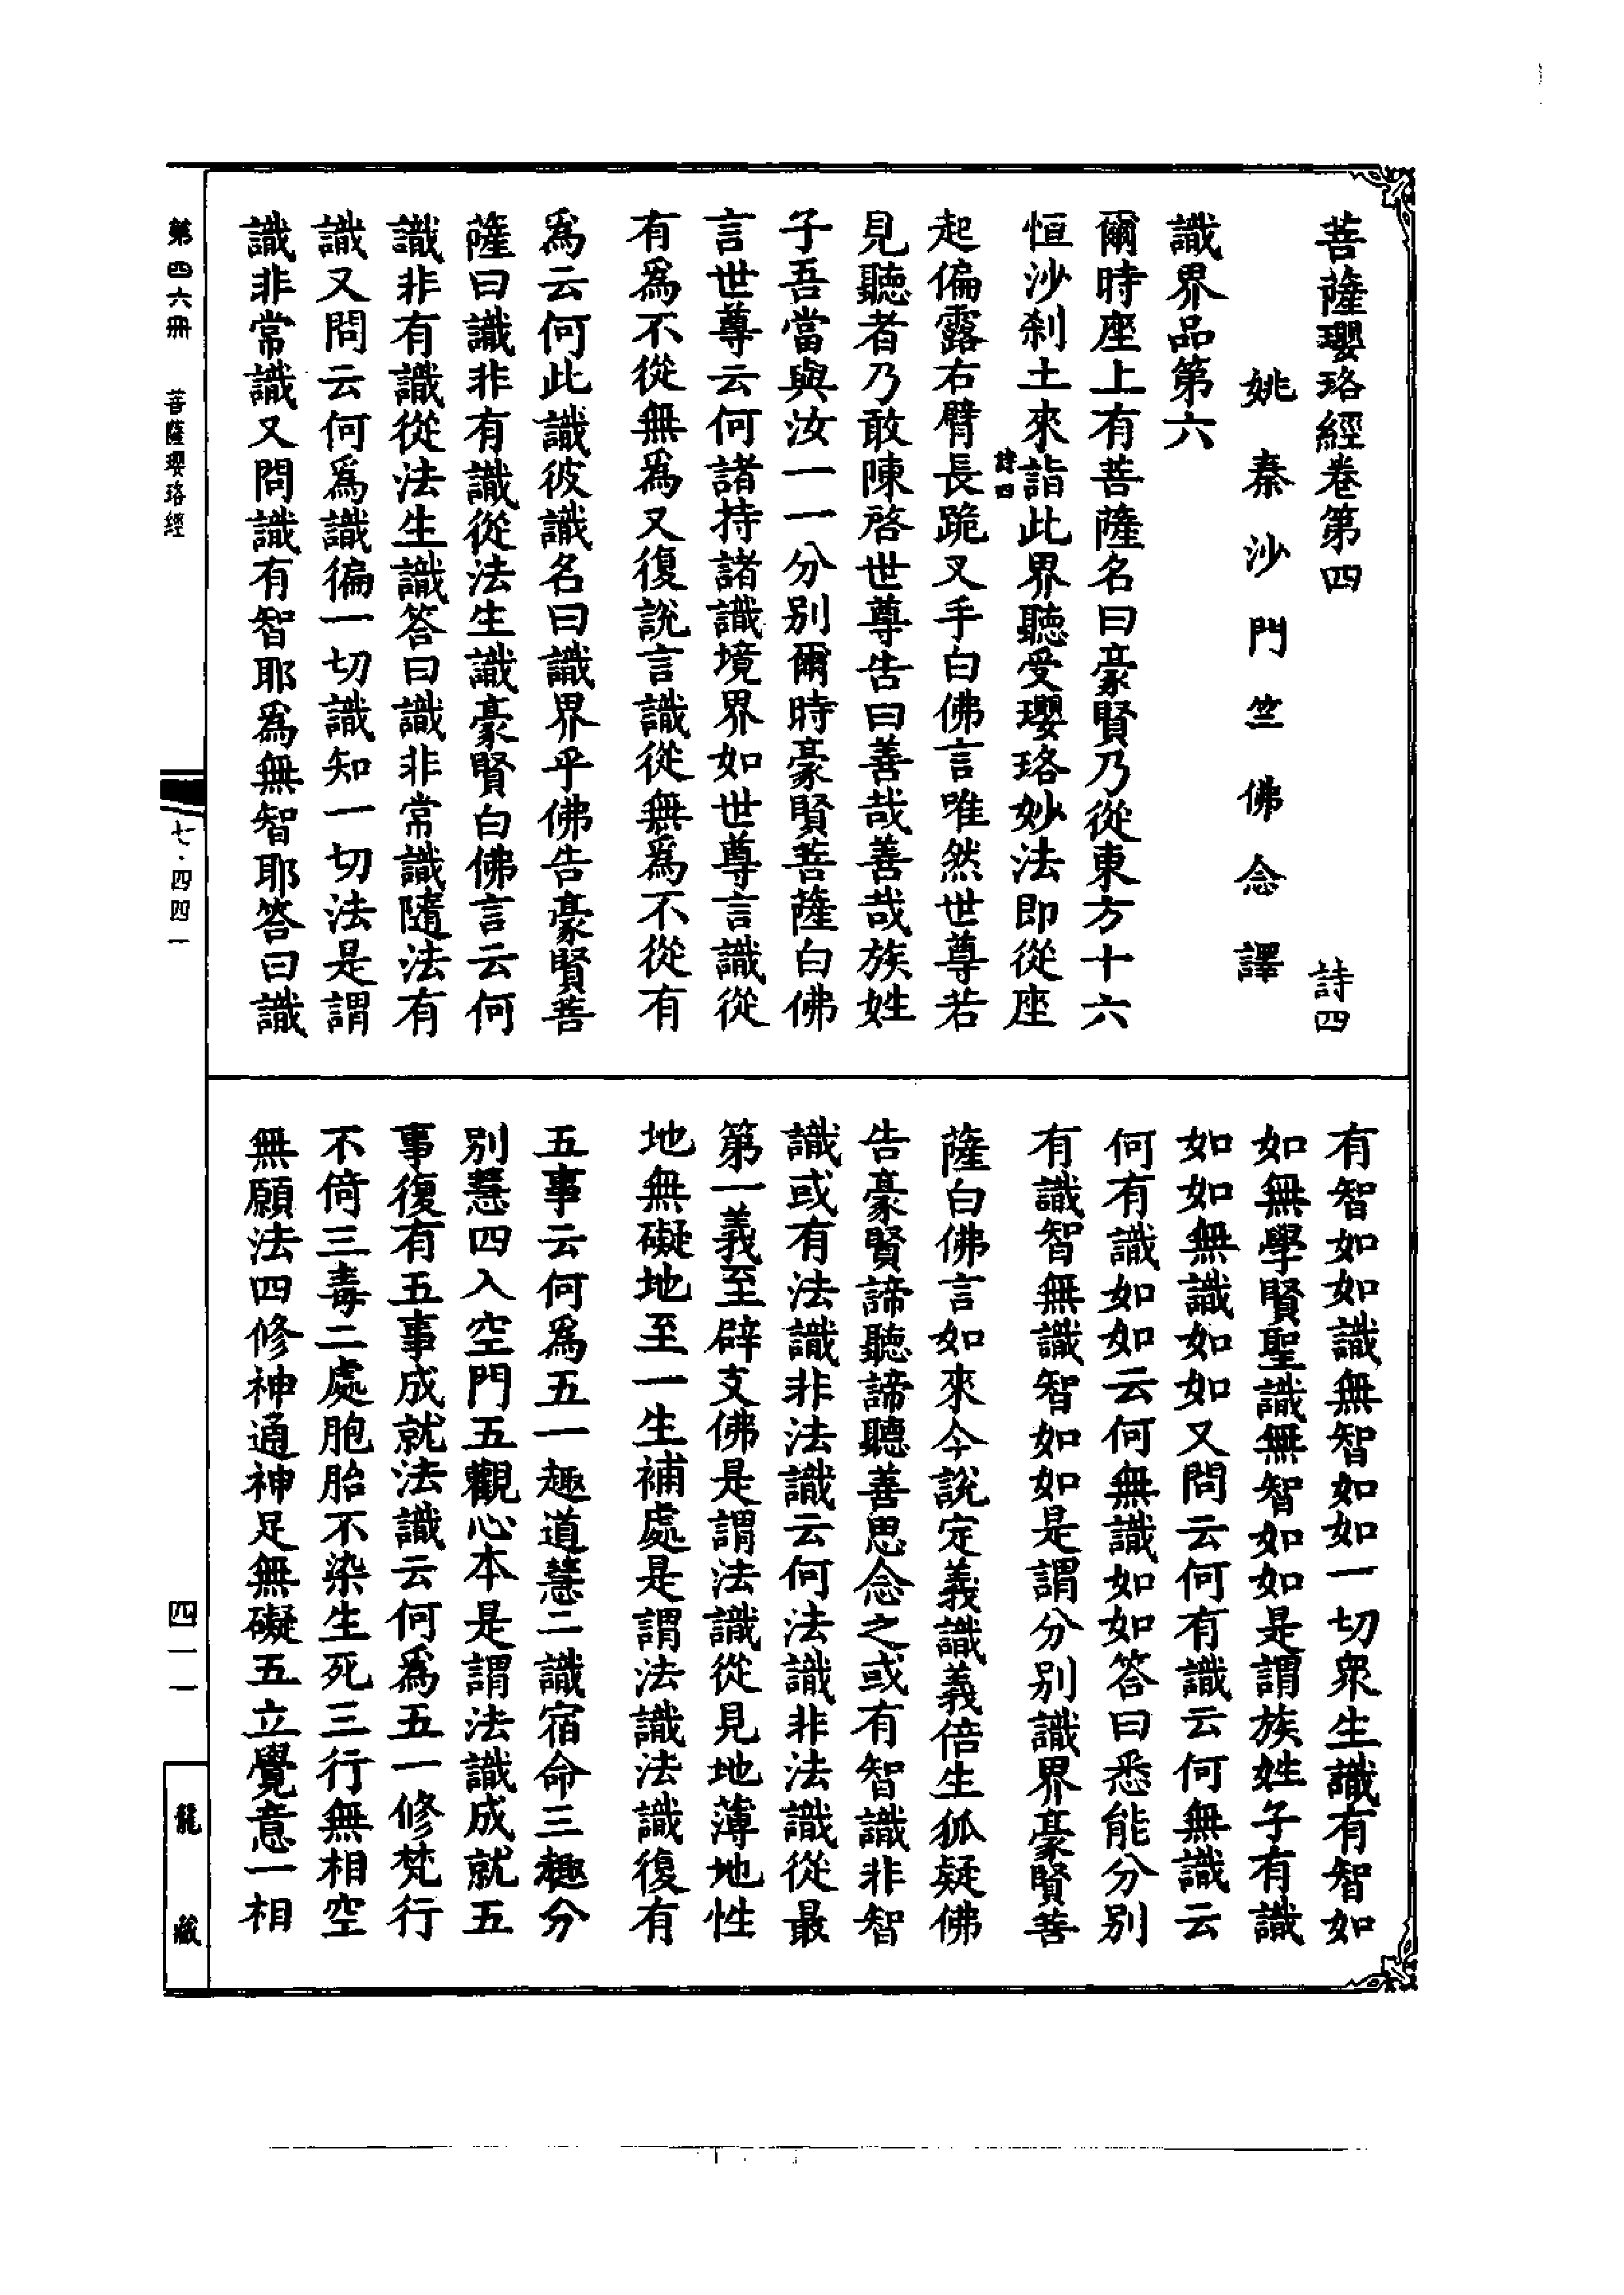 菩薩瓔珞經卷第四　詩四
姚秦沙門竺佛念譯
識界品第六
爾時座上有菩薩名曰豪賢乃從東方十六
恒沙刹土來詣此界聽受瓔珞妙法即從座
詩四
起偏露右臂長跪叉手白佛言唯然世尊若
見聽者乃敢陳啓世尊告曰善哉善哉族姓
子吾當與汝一一分別爾時豪賢菩薩白佛
言世尊云何諸持諸識境界如世尊言識從
有爲不從無爲又復說言識從無爲不從有
爲云何此識彼識名曰識界乎佛告豪賢菩
薩曰識非有識從法生識豪賢白佛言云何
識非有識從法生識答曰識非常識隨法有
識又問云何爲識徧一切識知一切法是謂
識非常識又問識有智耶爲無智耶答曰識
有智如如識無智如如一切衆生識有智如
如無學賢聖識無智如如是謂族姓子有識
如如無識如如又問云何有識云何無識云
何有識如如云何無識如如答曰悉能分別
有識智無識智如如是謂分別識界豪賢菩
薩白佛言如來今說定義識義倍生狐疑佛
告豪賢諦聽諦聽善思念之或有智識非智
識或有法識非法識云何法識非法識從最
第一義至辟支佛是謂法識從見地薄地性
地無礙地至一生補處是謂法識法識復有
五事云何爲五一趣道慧二識宿命三趣分
別慧四入空門五觀心本是謂法識成就五
事復有五事成就法識云何爲五一修梵行
不倚三毒二處胞胎不染生死三行無相空
無願法四修神通神足無礙五立覺意一相
第四六冊　菩薩瓔珞經
七·四四一
四一一
龍藏